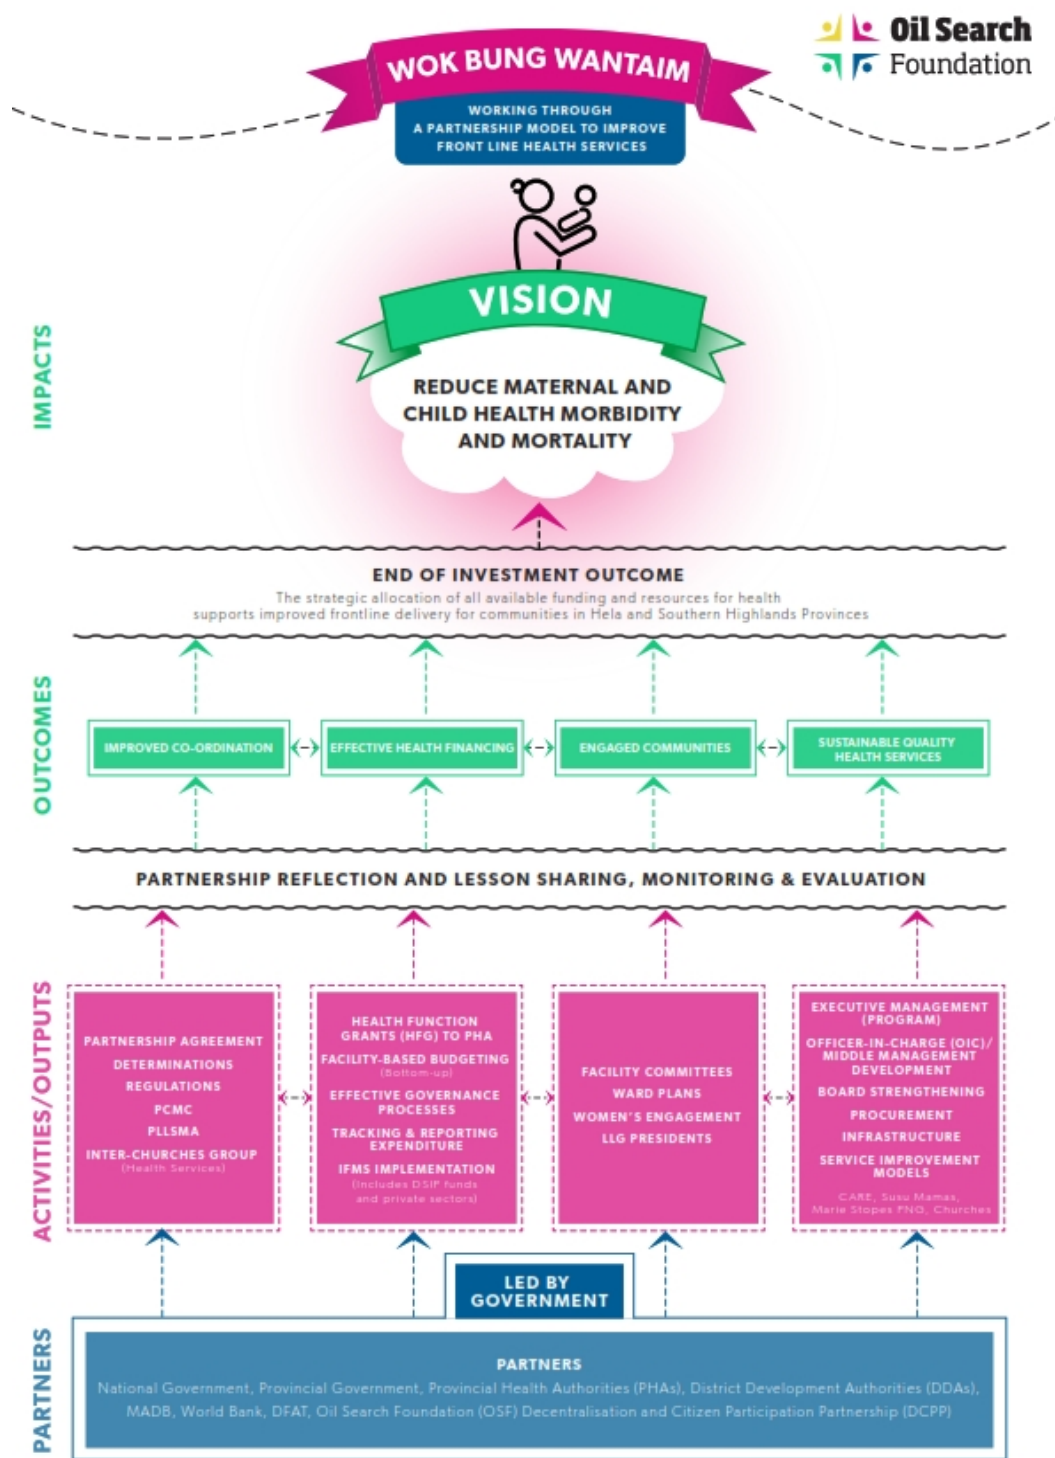 Oil Search
Foundation
WOK BUNG WANTAIM
WORKING THROUGH
A PARTNERSHIP MODEL TO IMPROVE
FRONT LINE HEALTH SERVICES
IMPACTS
VISION
REDUCE MATERNAL AND
CHILD HEALTH MORBIDITY
AND MORTALITY
END OF INVESTMENT OUTCOME
The strategic allocation of all available funding and resources for health
supports improved frontline delivery for communities in Hela and Southern Highlands Provinces
OUTCOMES
IMPROVED CO-ORDINATION
EFFECTIVE HEALTH FINANCING
ENGAGED COMMUNITIES
SUSTAINABLE QUALITY
HEALTH SERVICES
PARTNERSHIP REFLECTION AND LESSON SHARING, MONITORING & EVALUATION
ACTIVITIES/OUTPUTS
PARTNERSHIP AGREEMENT
DETERMINATIONS
REGULATIONS
PCMC
PLLSMA
INTER-CHURCHES GROUP
(Health Services)
HEALTH FUNCTION
GRANTS (HFG) TO PHA
FACILITY-BASED BUDGETING
(Bottom-up)
EFFECTIVE GOVERNANCE
PROCESSES
TRACKING & REPORTING
EXPENDITURE
IFMS IMPLEMENTATION
(Includes DSIP funds
and private sectors)
FACILITY COMMITTEES
WARD PLANS
WOMEN'S ENGAGEMENT
LLG PRESIDENTS
EXECUTIVE MANAGEMENT
(PROGRAM)
OFFICER-IN-CHARGE (OIC)/
MIDDLE MANAGEMENT
DEVELOPMENT
BOARD STRENGTHENING
PROCUREMENT
INFRASTRUCTURE
SERVICE IMPROVEMENT
MODELS
CARE, Susu Mamas,
Marie Stopes PNG, Churches
LED BY
GOVERNMENT
PARTNERS
PARTNERS
National Government, Provincial Government, Provincial Health Authorities (PHAs), District Development Authorities (DDAs),
MADB, World Bank, DFAT, Oil Search Foundation (OSF) Decentralisation and Citizen Participation Partnership (DCPP)